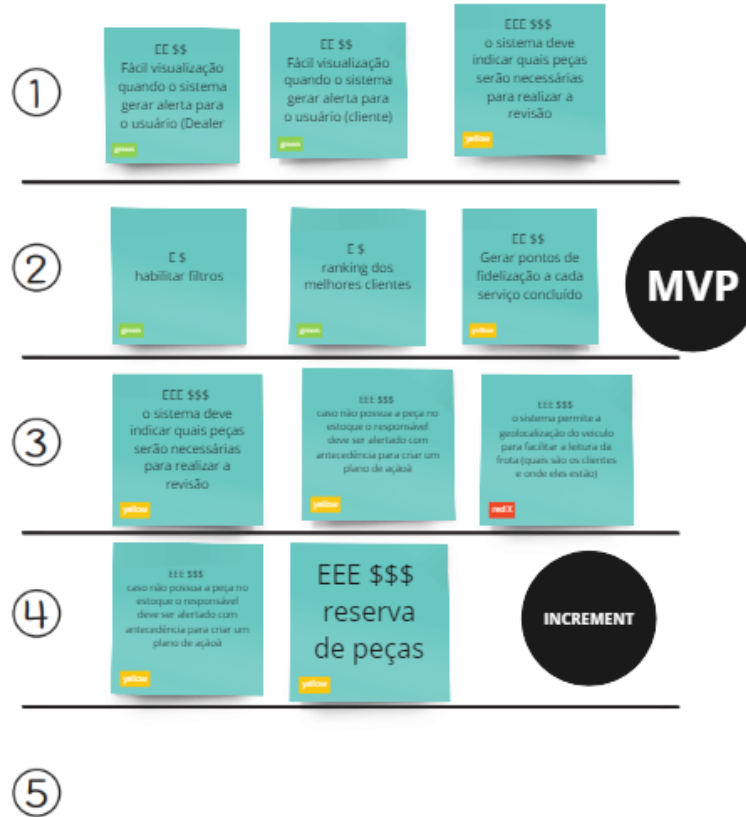 1
EE $$
Fácil visualização
quando o sistema
gerar alerta para
o usuário (Dealer
green
EE $$
Fácil visualização
quando o sistema
gerar alerta para
o usuário (cliente)
green
EEE $$$
o sistema deve
indicar quais peças
serão necessárias
para realizar a
revisão
yellow
2
E $
habilitar filtros
green
E $
ranking dos
melhores clientes
green
EE $$
Gerar pontos de
fidelização a cada
serviço concluído
yellow
MVP
3
EEE $$$
o sistema deve
indicar quais peças
serão necessárias
para realizar a
revisão
yellow
EEE $$$
caso não possua a peça no
estoque o responsável
deve ser alertado com
antecedência para criar um
plano de açãoà
yellow
EEE $$$
o sistema permite a
geolocalização do veiculo
para facilitar a leitura da
frota (quais são os clientes
e onde eles estão)
redX
4
EEE $$$
caso não possua a peça no
estoque o responsável
deve ser alertado com
antecedência para criar um
plano de açãoà
yellow
EEE $$$
reserva
de peças
yellow
INCREMENT
5